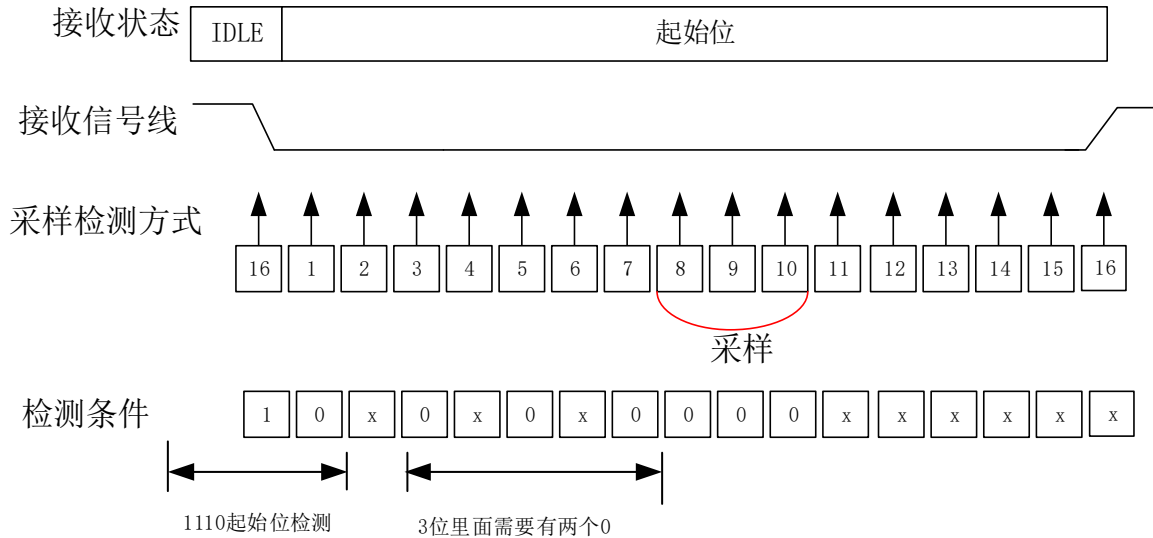 接收状态 IDLE 起始位
接收信号线
采样检测方式
16 1 2 3 4 5 6 7 8 9 10 11 12 13 14 15 16
采样
检测条件 1 0 x 0 x 0 x 0 0 0 0 x x x x x x
1110起始位检测 3位里面需要有两个0